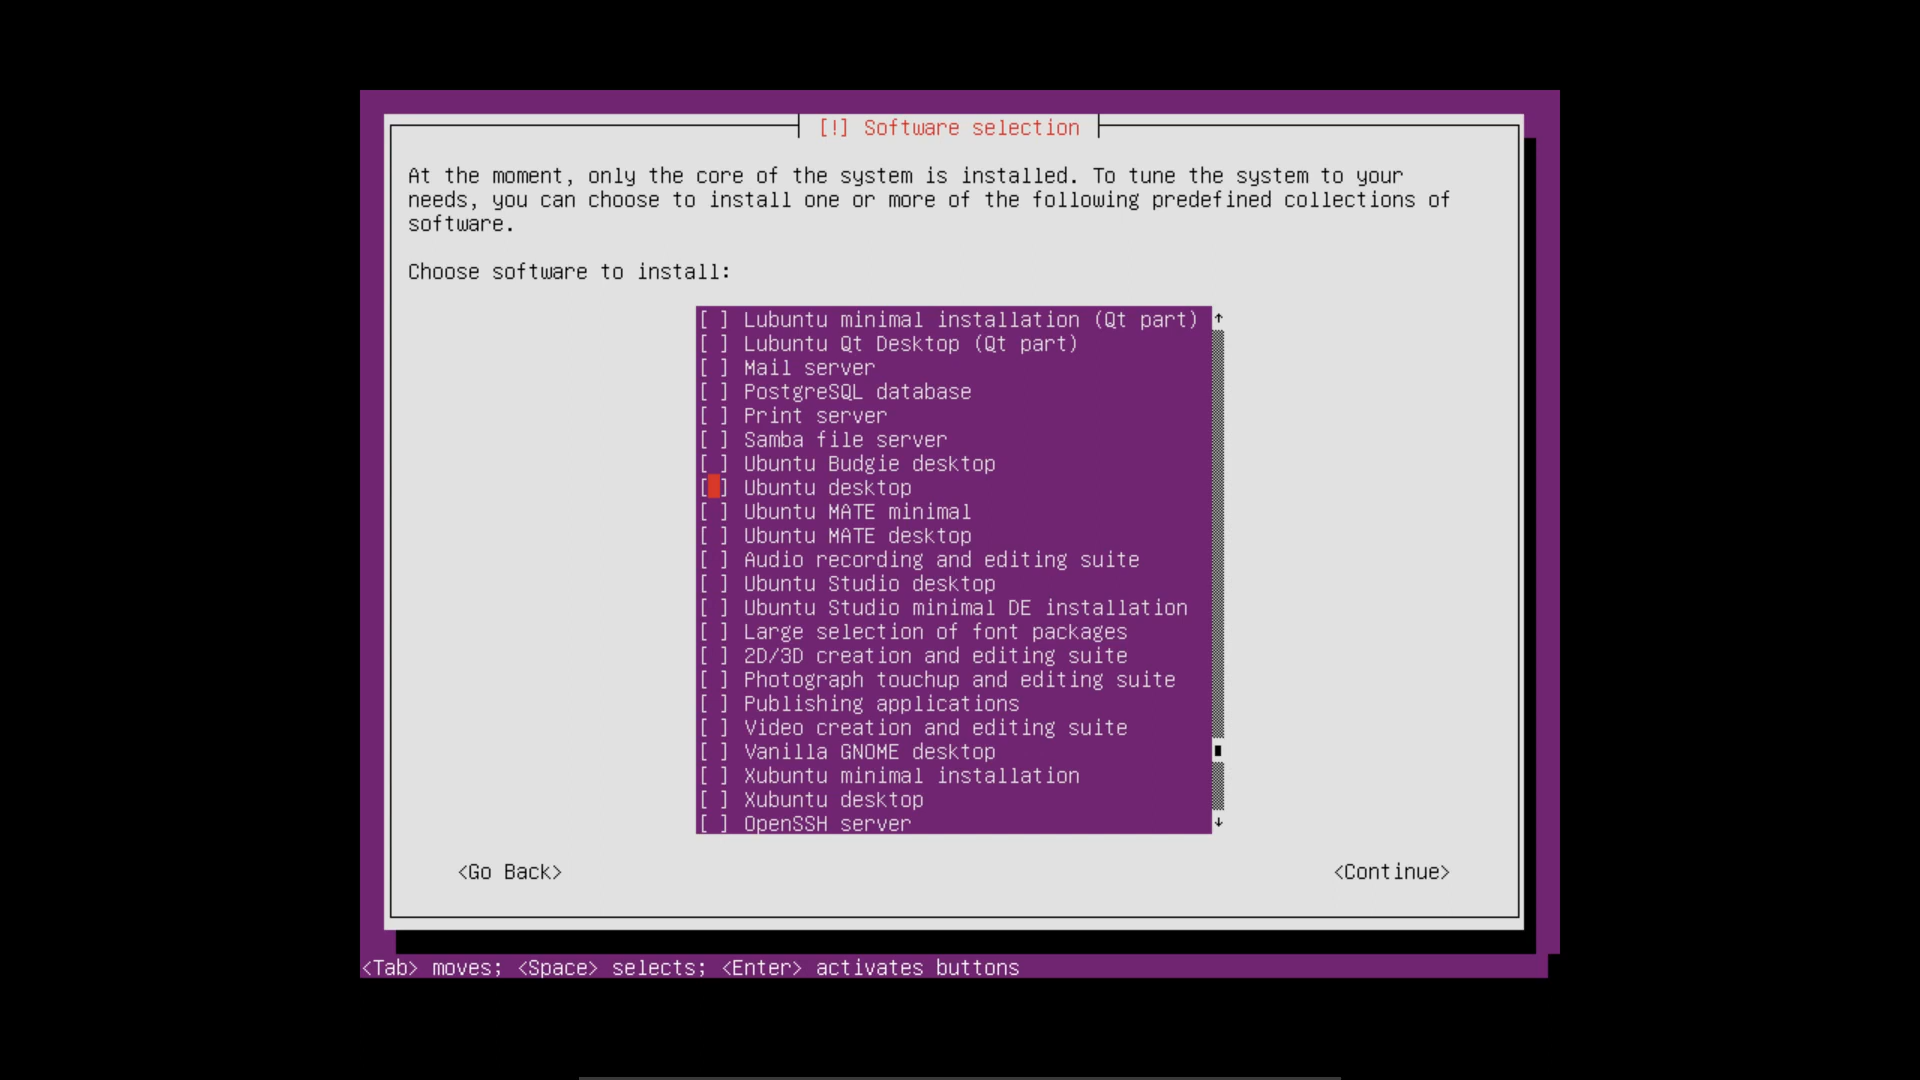 [!] Software selection
At the moment, only the core of the system is installed. To tune the system to your
needs, you can choose to install one or more of the following predefined collections of
software.
Choose software to install:
[ ] Lubuntu minimal installation (Qt part)
[ ] Lubuntu Qt Desktop (Qt part)
[ ] Mail server
[ ] PostgreSQL database
[ ] Print server
[ ] Samba file server
[ ] Ubuntu Budgie desktop
[ ] Ubuntu desktop
[ ] Ubuntu MATE minimal
[ ] Ubuntu MATE desktop
[ ] Audio recording and editing suite
[ ] Ubuntu Studio desktop
[ ] Ubuntu Studio minimal DE installation
[ ] Large selection of font packages
[ ] 2D/3D creation and editing suite
[ ] Photograph touchup and editing suite
[ ] Publishing applications
[ ] Video creation and editing suite
[ ] Vanilla GNOME desktop
[ ] Xubuntu minimal installation
[ ] Xubuntu desktop
[ ] OpenSSH server
<Go Back> <Continue>
<Tab> moves; <Space> selects; <Enter> activates buttons